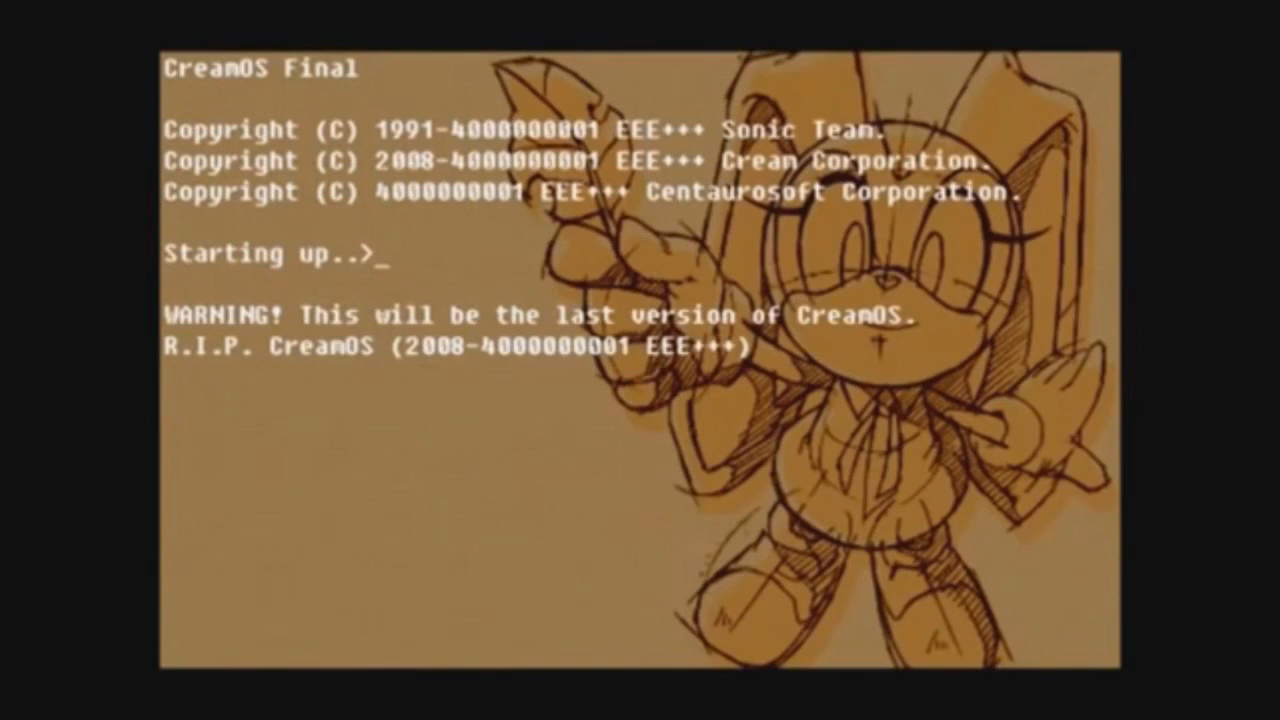 CreamOS Final
Copyright (C) 1991-4000000001 EEE+++ Sonic Team.
Copyright (C) 2008-4000000001 EEE+++ Cream Corporation.
Copyright (C) 4000000001 EEE+++ Centaurosoft Corporation.
Starting up..>_
WARNING! This will be the last version of CreamOS.
R.I.P. CreamOS (2008-4000000001 EEE+++)